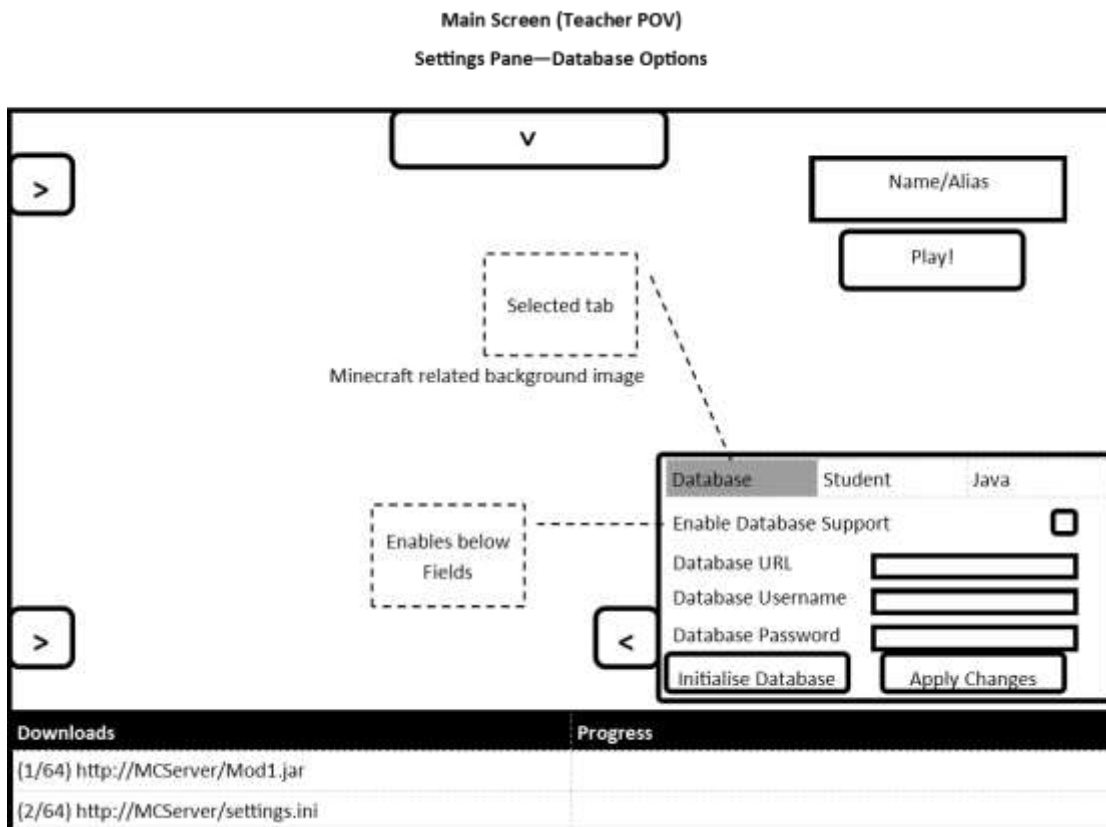 Main Screen (Teacher POV)
Settings Pane—Database Options
v
>
Name/Alias
Play!
Selected tab
Minecraft related background image
Database Student Java
Enable Database Support
Enables below
Fields
Database URL
Database Username
Database Password
>
<
Initialise Database Apply Changes
Downloads Progress
(1/64) http://MCServer/Mod1.jar
(2/64) http://MCServer/settings.ini